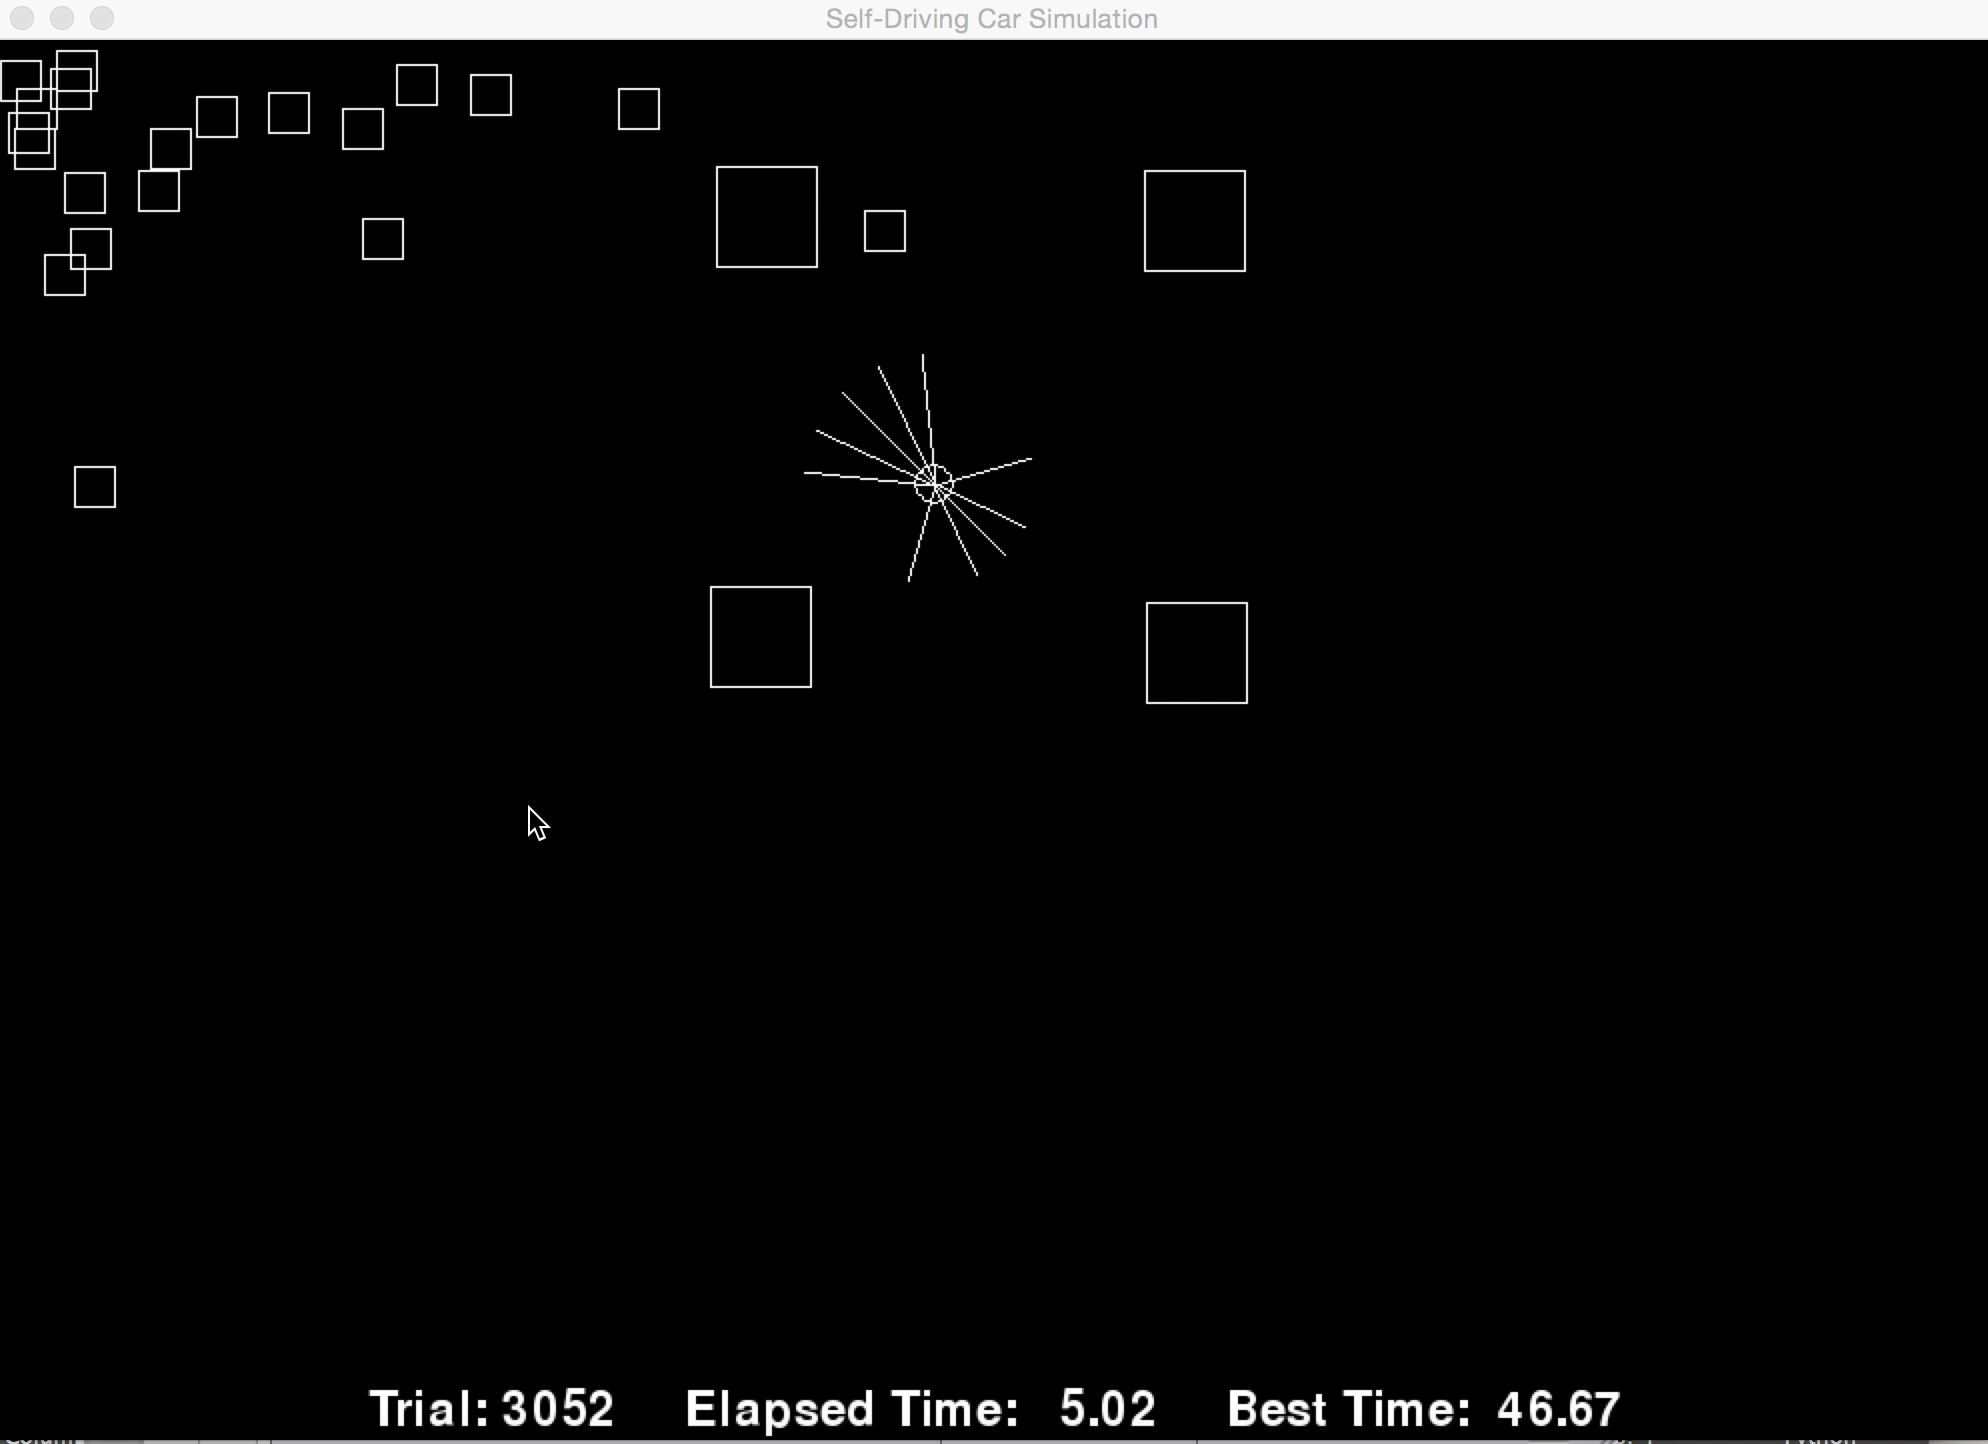 Self-Driving Car Simulation
Trial: 3052 Elapsed Time: 5.02 Best Time: 46.67